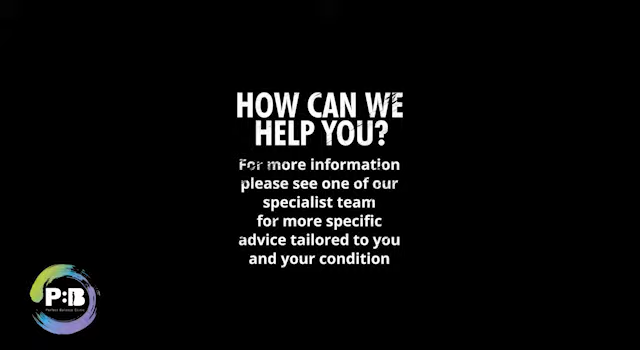 HOW CAN WE
HELP YOU?
For more information
please see one of our
specialist team
for more specific
advice tailored to you
and your condition
P:B